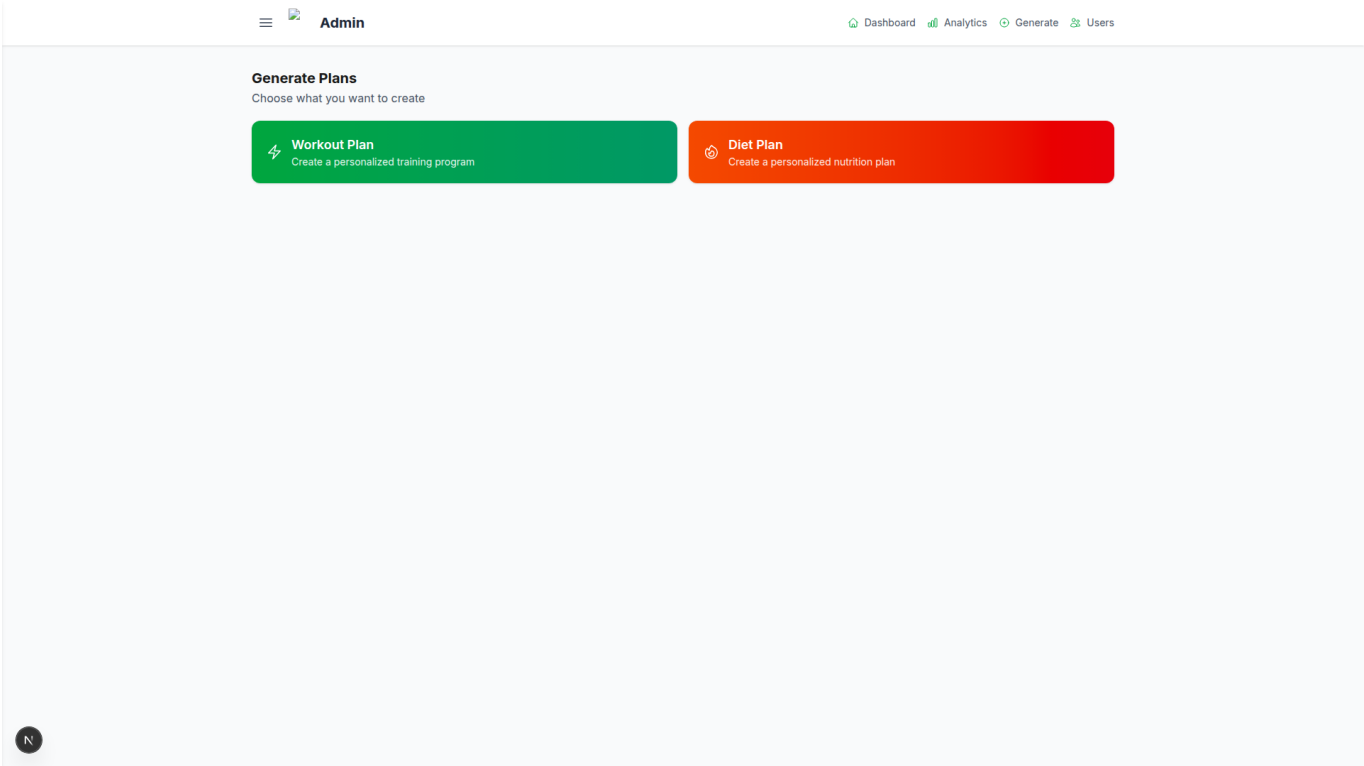 Admin
Dashboard
Analytics
Generate
Users
Generate Plans
Choose what you want to create
Workout Plan
Create a personalized training program
Diet Plan
Create a personalized nutrition plan
N